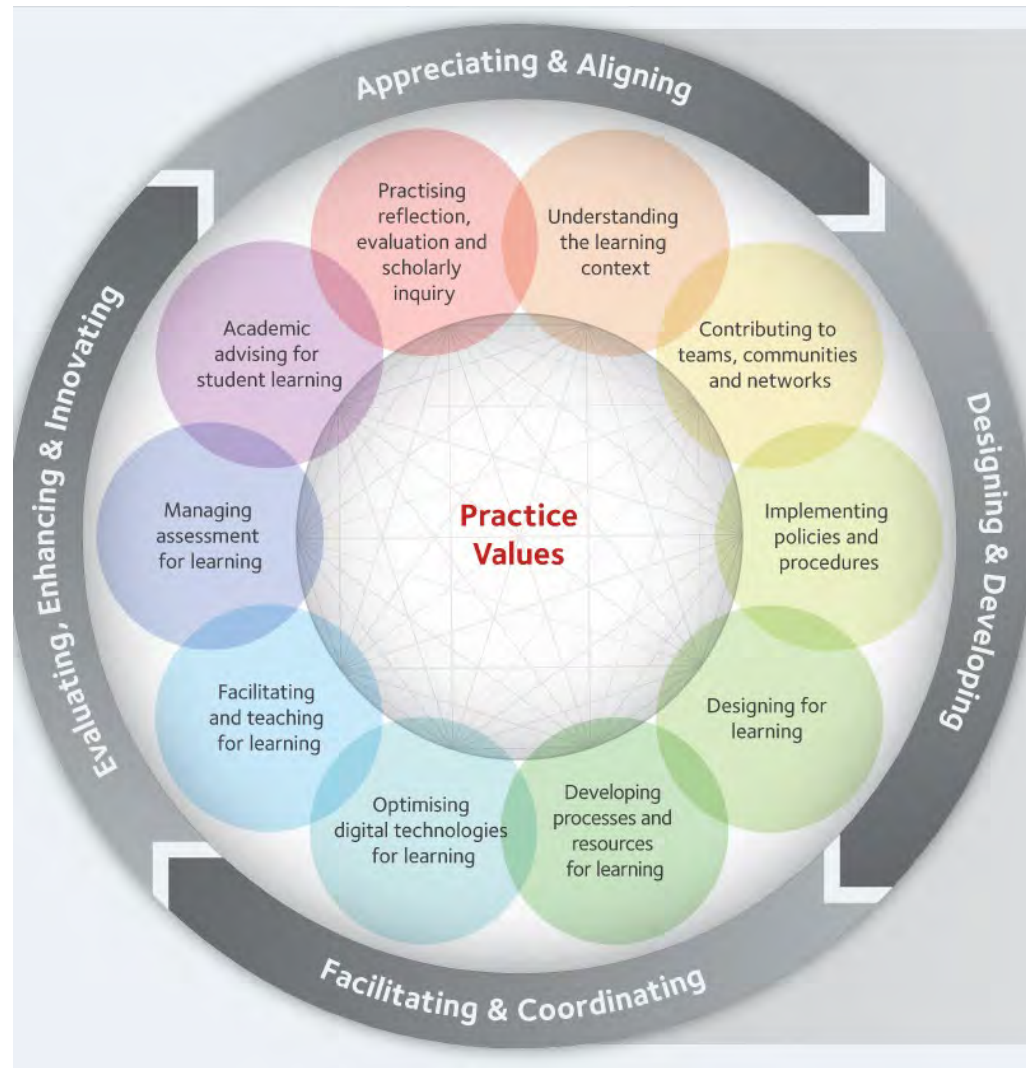 Appreciating & Aligning
Designing & Developing
Facilitating & Coordinating
Evaluating, Enhancing & Innovating
Practising
reflection,
evaluation and
scholarly
inquiry
Understanding
the learning
context
Contributing to
teams, communities
and networks
Implementing
policies and
procedures
Designing for
learning
Developing
processes and
resources
for learning
Optimising
digital technologies
for learning
Facilitating
and teaching
for learning
Managing
assessment
for learning
Academic
advising for
student learning
Practice
Values